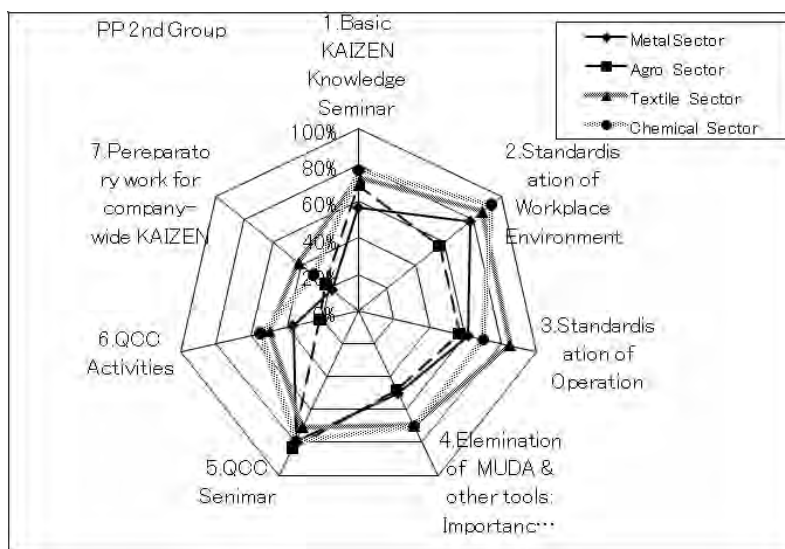 PP 2nd Group
1.Basic
KAIZEN
Knowledge
Seminar
Metal Sector
Agro Sector
Textile Sector
Chemical Sector
100%
80%
60%
40%
20%
0%
2.Standardis
ation of
Workplace
Environment
3.Standardis
ation of
Operation
4.Elemination
of MUDA &
other tools:
Importanc…
5.QCC
Senimar
6.QCC
Activities
7.Pereparato
ry work for
company-
wide KAIZEN